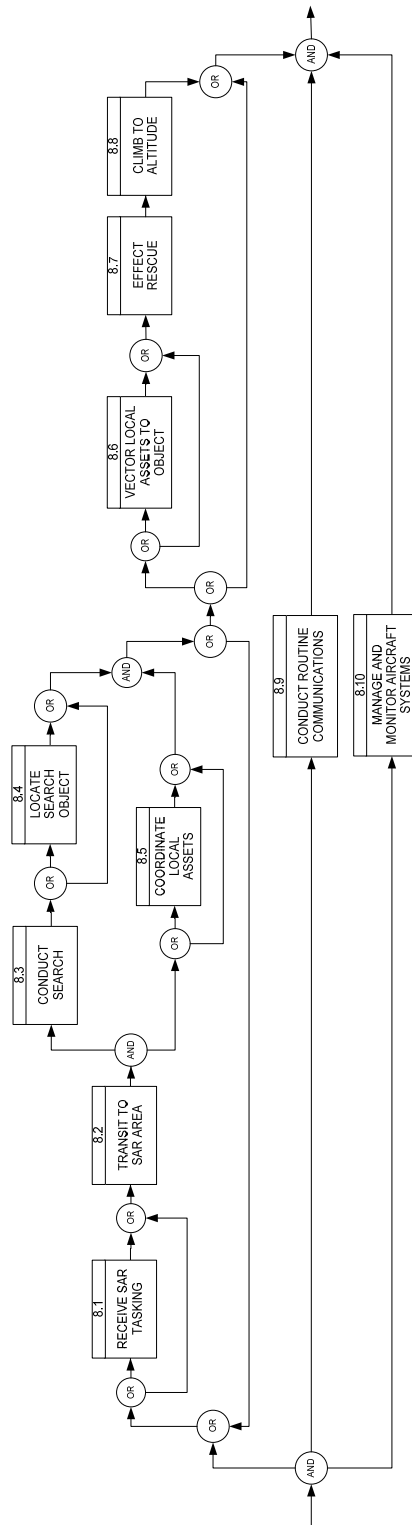 AND
OR
OR
8.1
RECEIVE SAR
TASKING
OR
8.2
TRANSIT TO
SAR AREA
AND
8.3
CONDUCT
SEARCH
OR
8.4
LOCATE
SEARCH
OBJECT
OR
OR
8.5
COORDINATE
LOCAL
ASSETS
OR
AND
OR
OR
OR
8.6
VECTOR LOCAL
ASSETS TO
OBJECT
OR
8.7
EFFECT
RESCUE
8.8
CLIMB TO
ALTITUDE
OR
8.9
CONDUCT ROUTINE
COMMUNICATIONS
8.10
MANAGE AND
MONITOR AIRCRAFT
SYSTEMS
AND